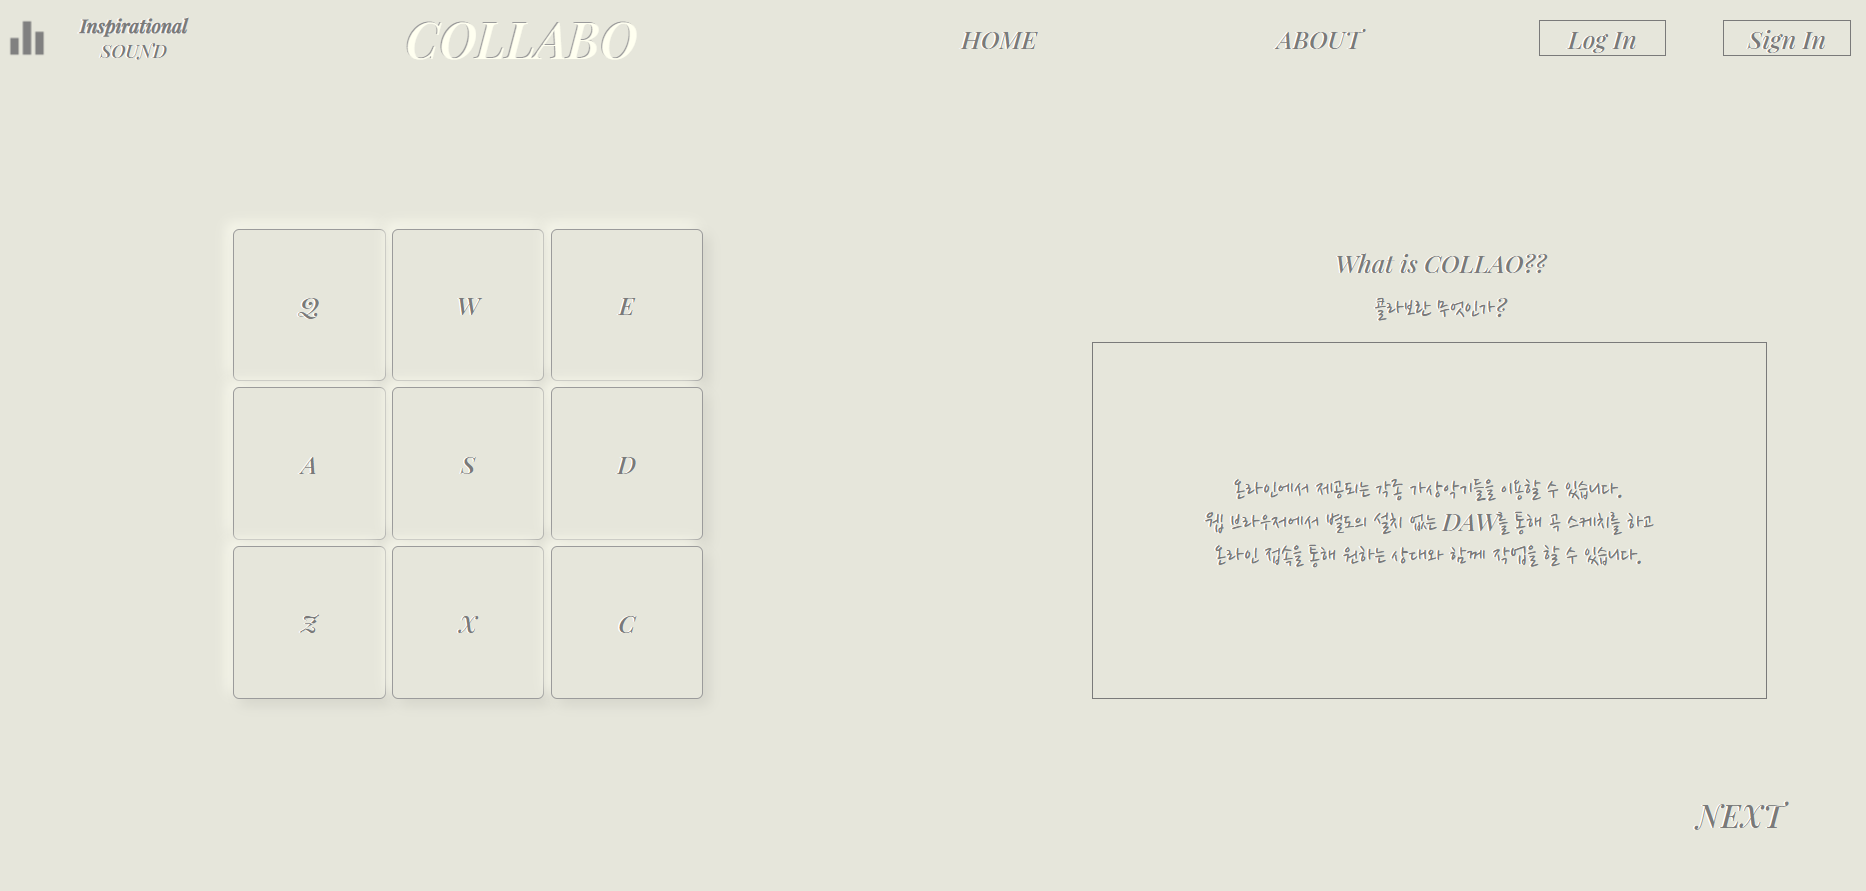 Inspirational
SOUND
COLLABO
HOME
ABOUT
Log In
Sign In
Q
W
E
A
S
D
Z
X
C
What is COLLAO??
콜라보란 무엇인가?
온라인에서 제공되는 각종 가상악기들을 이용할 수 있습니다.
웹 브라우저에서 별도의 설치 없는 DAW를 통해 곡 스케치를 하고
온라인 접속을 통해 원하는 상대와 함께 작업을 할 수 있습니다.
NEXT